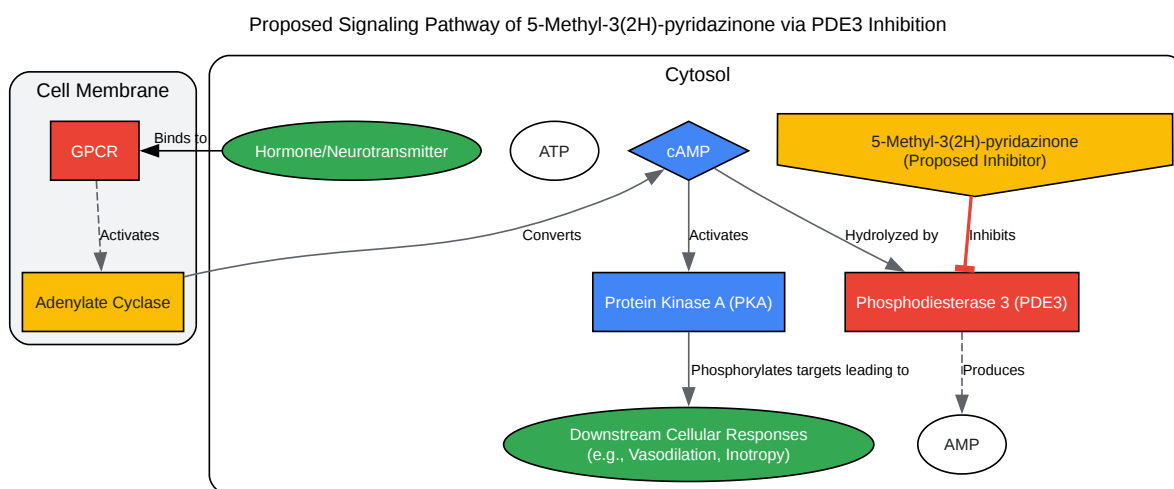 Proposed Signaling Pathway of 5-Methyl-3(2H)-pyridazinone via PDE3 Inhibition
Cell Membrane
Cytosol
GPCR
Binds to
Hormone/Neurotransmitter
ATP
cAMP
5-Methyl-3(2H)-pyridazinone
(Proposed Inhibitor)
Activates
Converts
Activates
Hydrolyzed by
Inhibits
Adenylate Cyclase
Protein Kinase A (PKA)
Phosphodiesterase 3 (PDE3)
Phosphorylates targets leading to
Produces
Downstream Cellular Responses
(e.g., Vasodilation, Inotropy)
AMP